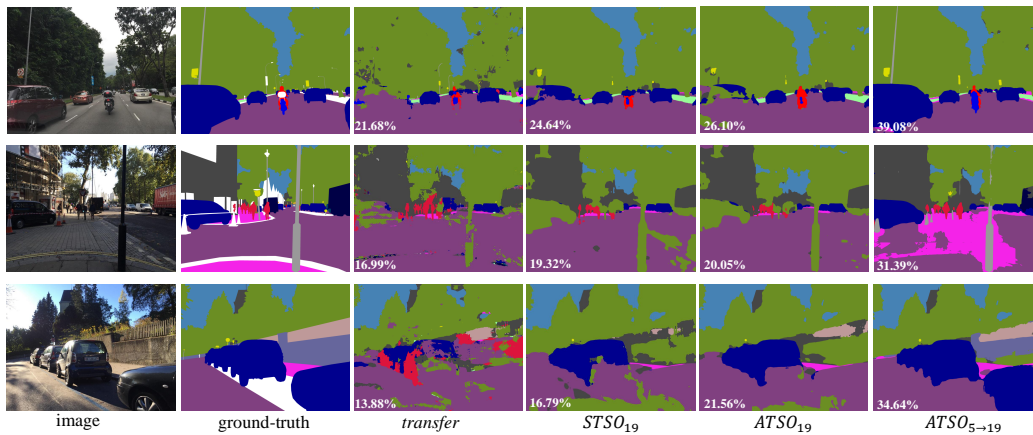 21.68% 24.64% 26.10% 39.08%
16.99% 19.32% 20.05% 31.39%
13.88% 16.79% 21.56% 34.64%
image ground-truth transfer STSO₁₉ ATSO₁₉ ATSO₅→₁₉